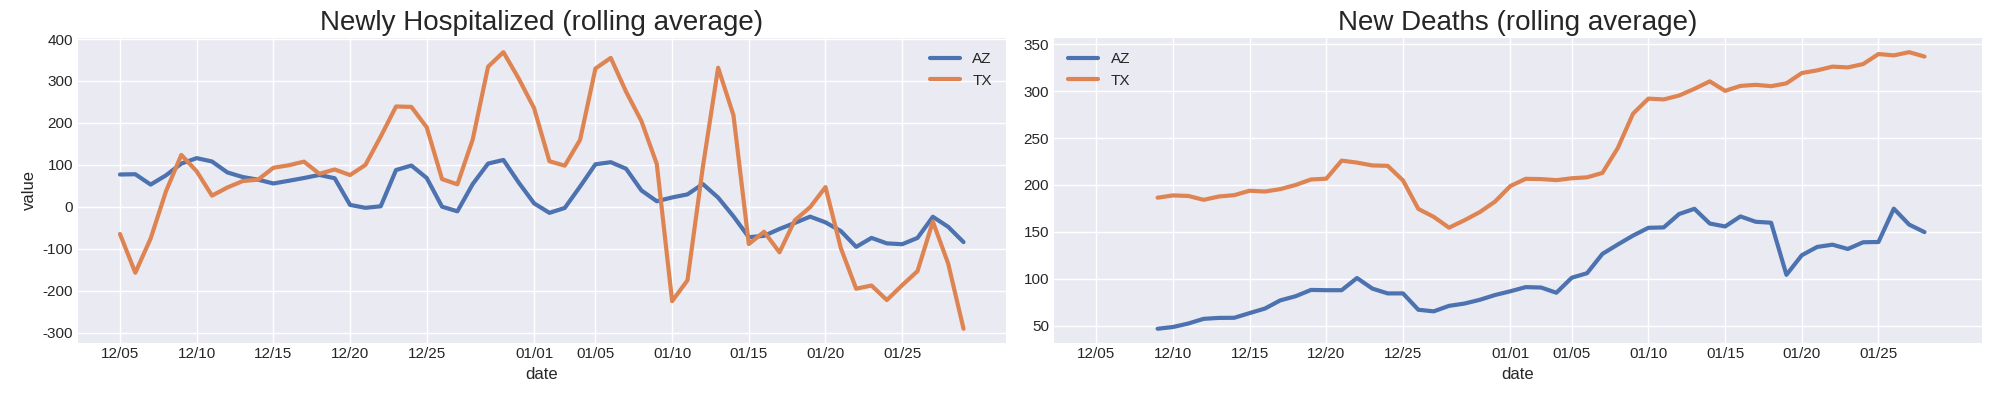 Newly Hospitalized (rolling average)
400
300
200
100
0
-100
-200
-300
value
AZ
TX
12/05 12/10 12/15 12/20 12/25 01/01 01/05 01/10 01/15 01/20 01/25
date
New Deaths (rolling average)
350
300
250
200
150
100
50
AZ
TX
12/05 12/10 12/15 12/20 12/25 01/01 01/05 01/10 01/15 01/20 01/25
date